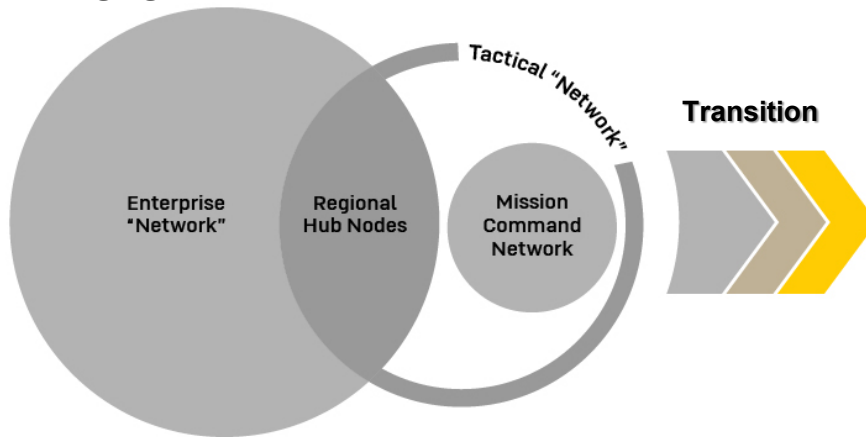 Tactical “Network”
Transition
Enterprise
“Network”
Regional
Hub Nodes
Mission
Command
Network